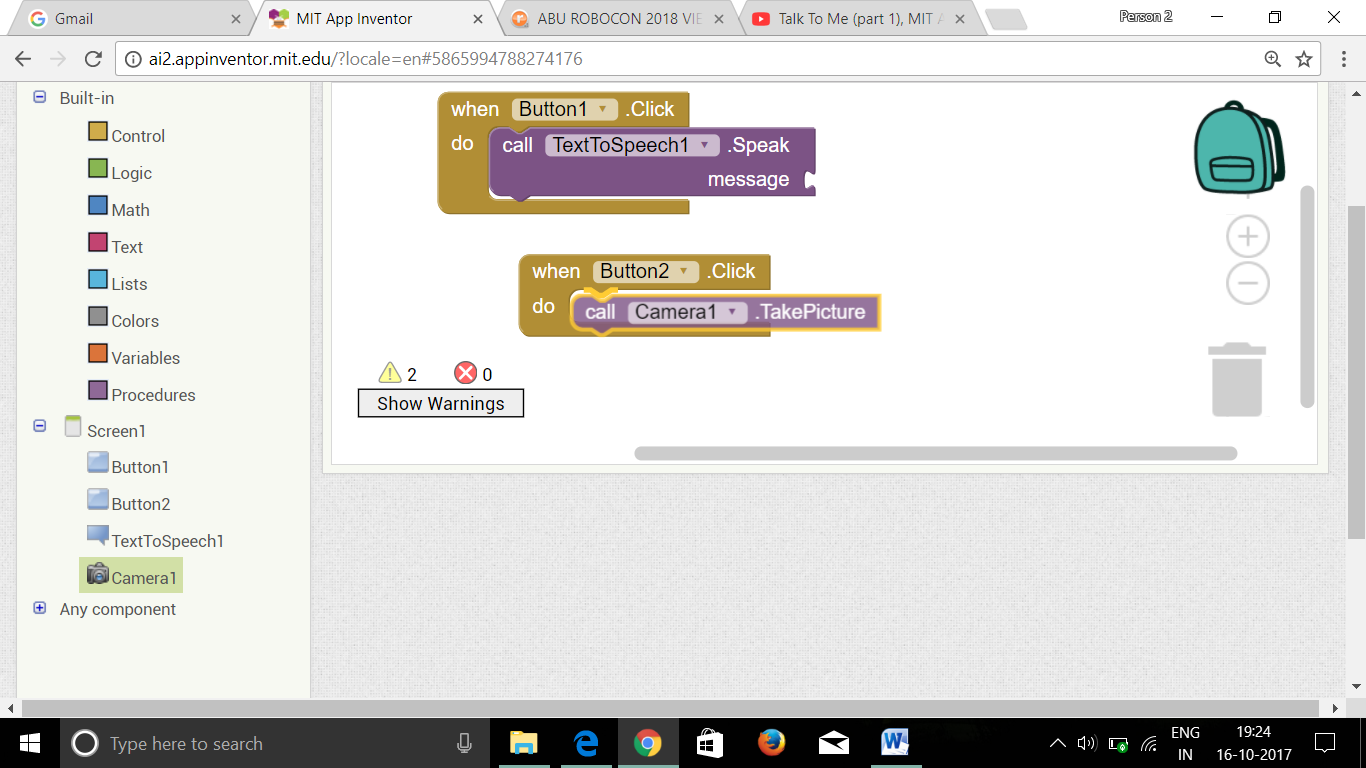 Gmail
MIT App Inventor
ABU ROBOCON 2018 VIE
Talk To Me (part 1), MIT A
Person 2
ai2.appinventor.mit.edu/?locale=en#5865994788274176
Built-in
Control
Logic
Math
Text
Lists
Colors
Variables
Procedures
Screen1
Button1
Button2
TextToSpeech1
Camera1
Any component
when Button1 .Click
do call TextToSpeech1 .Speak
message
when Button2 .Click
do call Camera1 .TakePicture
2 0
Show Warnings
Type here to search
ENG
IN
19:24
16-10-2017